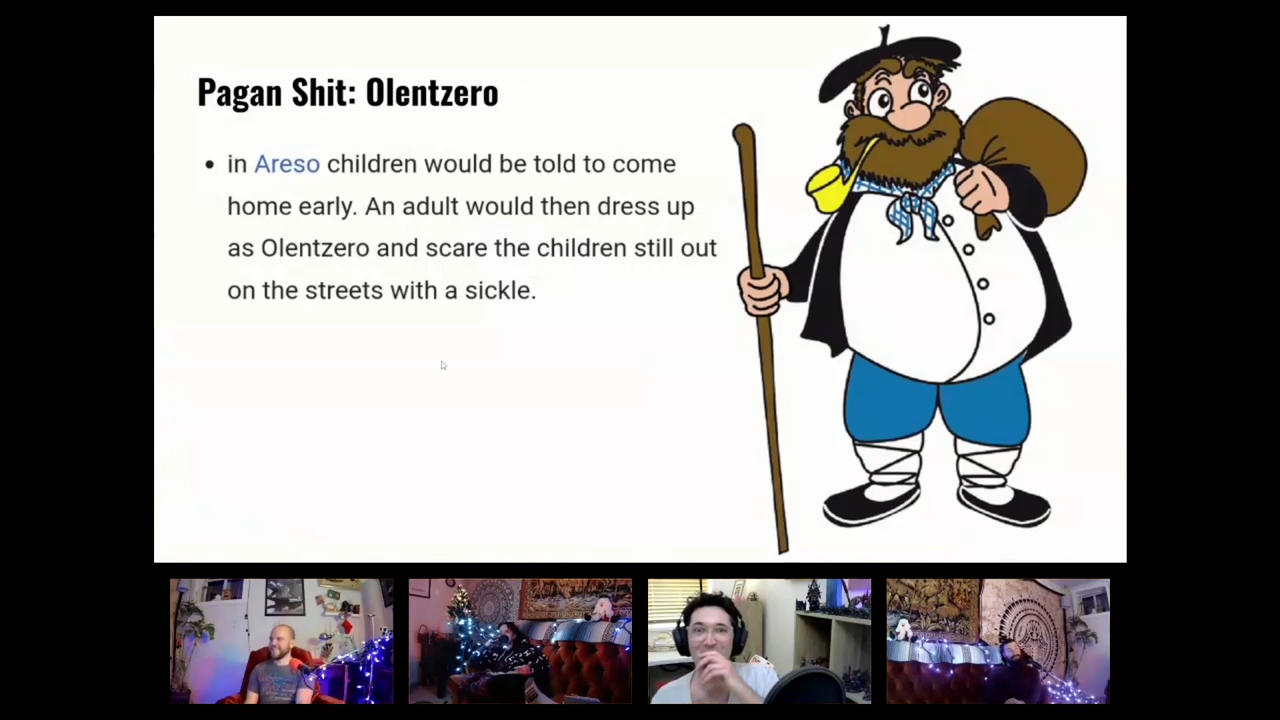 Pagan Shit: Olentzero
• in Areso children would be told to come
home early. An adult would then dress up
as Olentzero and scare the children still out
on the streets with a sickle.